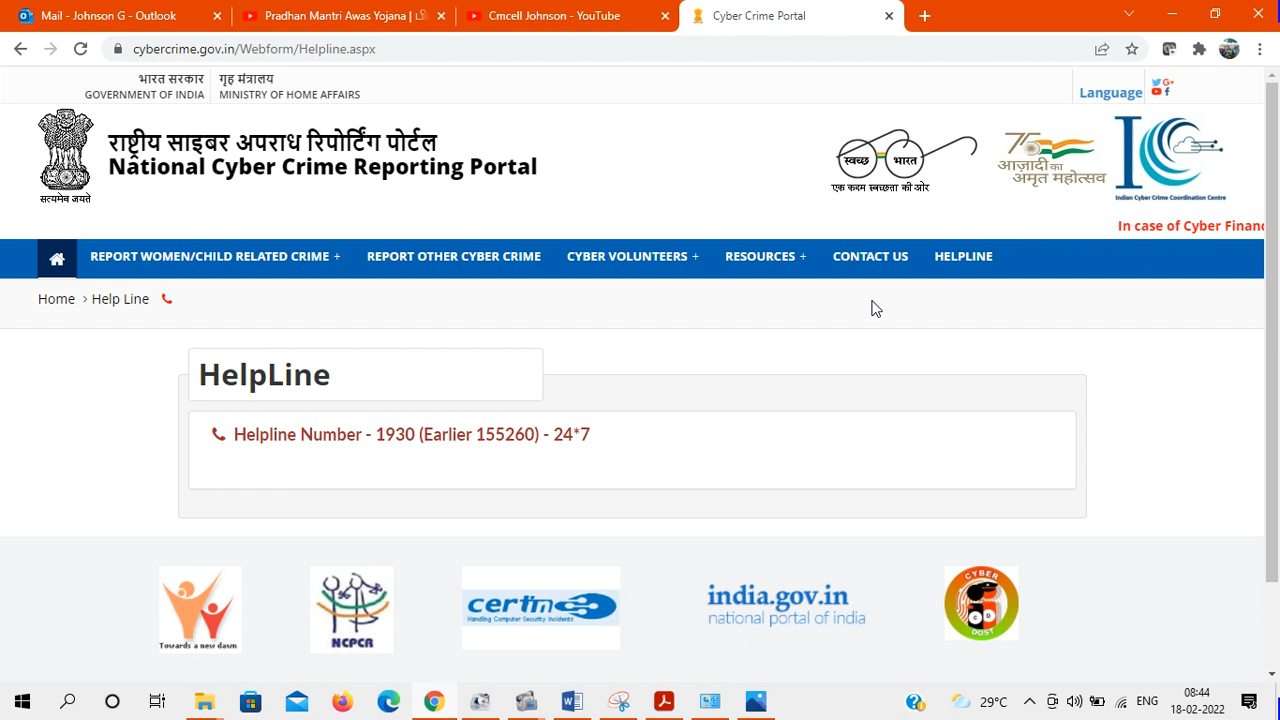 Mail - Johnson G - Outlook
Pradhan Mantri Awas Yojana |
Cmcell Johnson - YouTube
Cyber Crime Portal
cybercrime.gov.in/Webform/Helpline.aspx
भारत सरकार
GOVERNMENT OF INDIA
गृह मंत्रालय
MINISTRY OF HOME AFFAIRS
Language
राष्ट्रीय साइबर अपराध रिपोर्टिंग पोर्टल
National Cyber Crime Reporting Portal
सत्यमेव जयते
स्वच्छ भारत
एक कदम स्वच्छता की ओर
75
आज़ादी का
अमृत महोत्सव
Indian Cyber Crime Coordination Centre
In case of Cyber Financ
REPORT WOMEN/CHILD RELATED CRIME +
REPORT OTHER CYBER CRIME
CYBER VOLUNTEERS +
RESOURCES +
CONTACT US
HELPLINE
Home > Help Line
HelpLine
Helpline Number - 1930 (Earlier 155260) - 24*7
Towards a new dawn
NCPCR
Handling Computer Security Incidents
india.gov.in
national portal of india
CYBER
DOST
29°C
ENG
08:44
18-02-2022